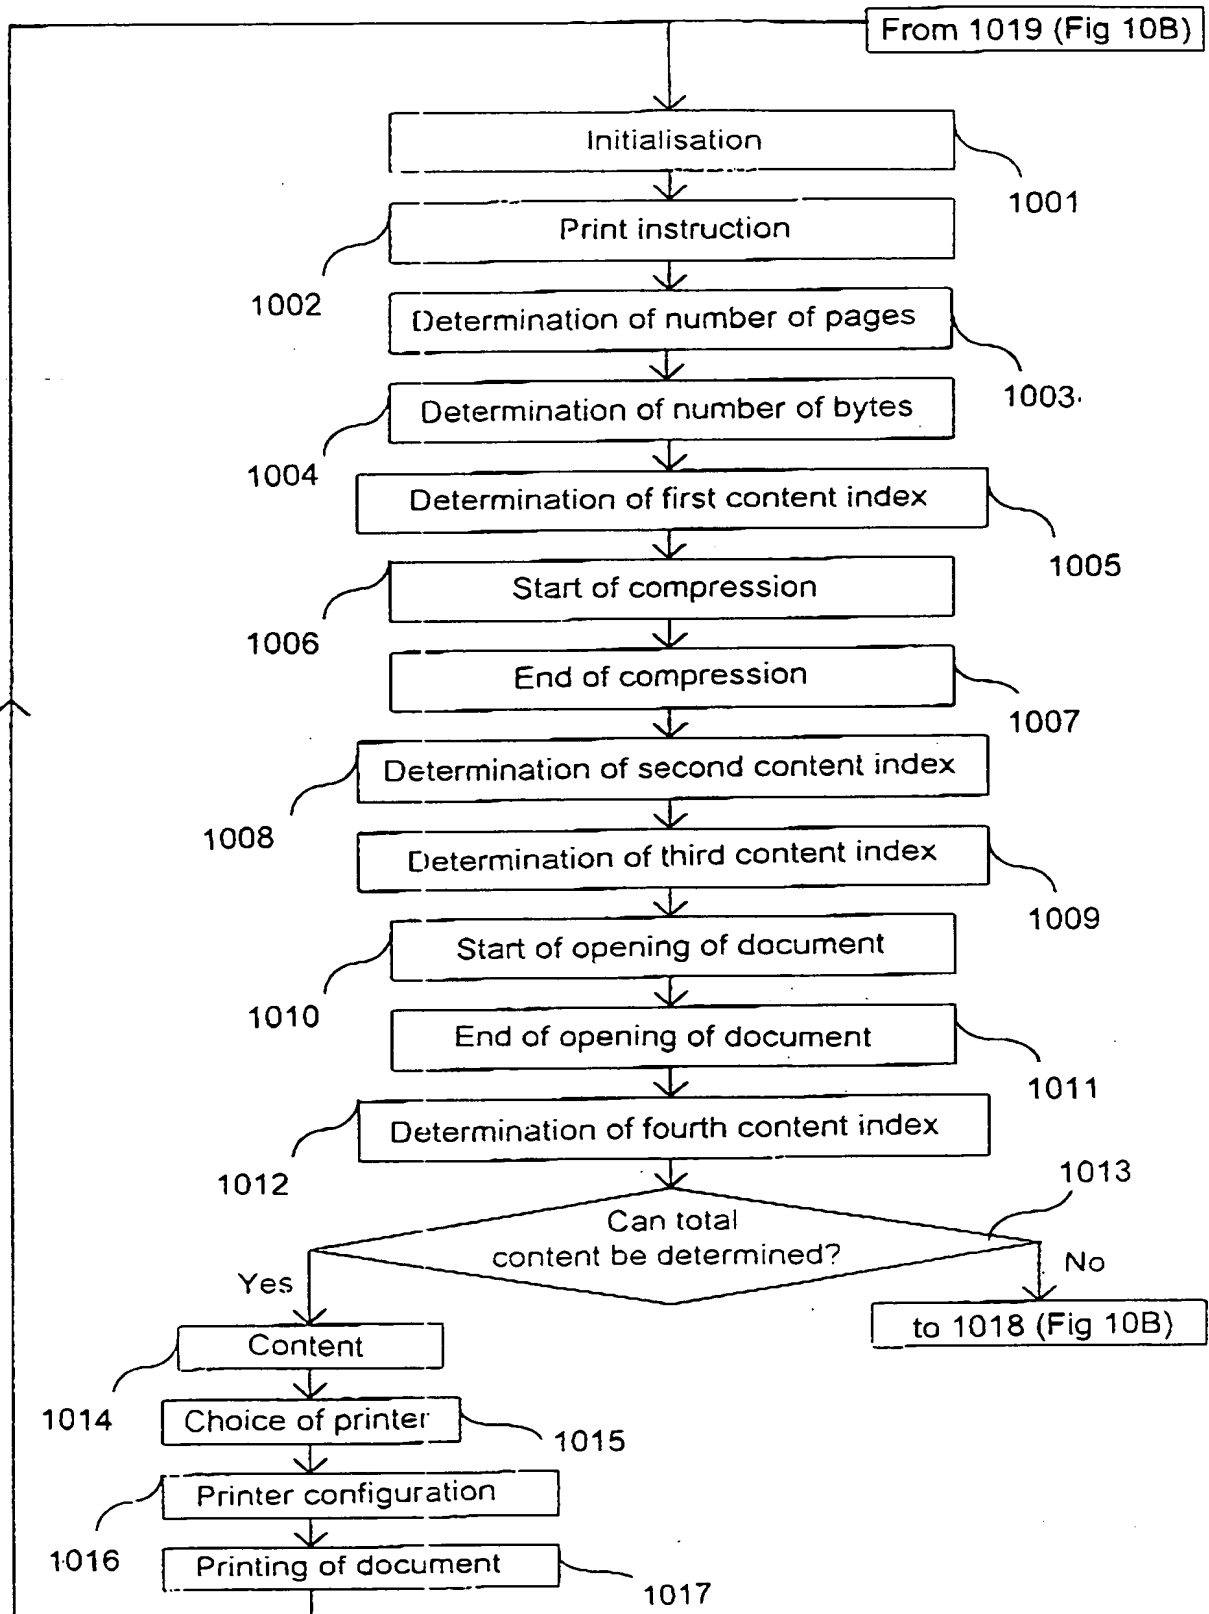 From 1019 (Fig 10B)
Initialisation
1001
Print instruction
1002
Determination of number of pages
1003
Determination of number of bytes
1004
Determination of first content index
1005
Start of compression
1006
End of compression
1007
Determination of second content index
1008
Determination of third content index
1009
Start of opening of document
1010
End of opening of document
1011
Determination of fourth content index
1012
1013
Can total
content be determined?
Yes
No
to 1018 (Fig 10B)
Content
1014
Choice of printer
1015
Printer configuration
1016
Printing of document
1017